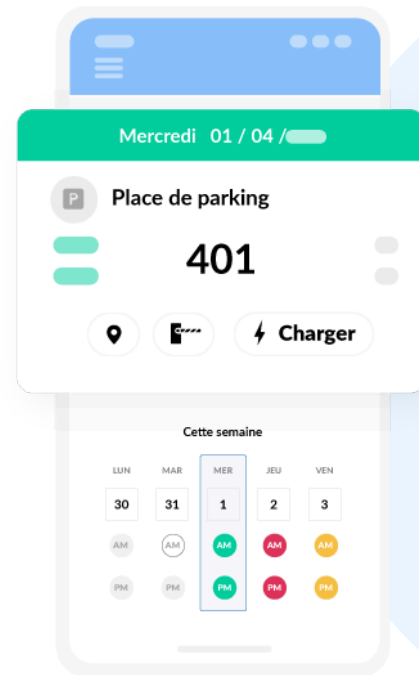 Mercredi 01 / 04 /
P
Place de parking
401
Charger
Cette semaine
LUN MAR MER JEU VEN
30 31 1 2 3
AM AM AM AM AM
PM PM PM PM PM